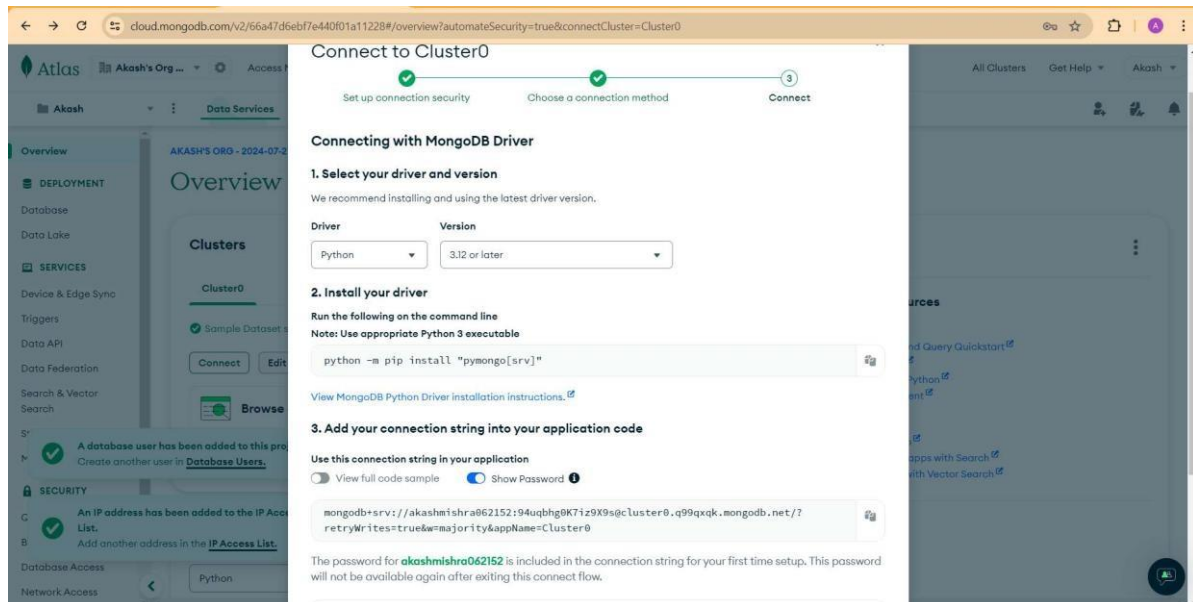 cloud.mongodb.com/v2/66a47d6ebf7e440f01a11228#/overview?automateSecurity=true&connectCluster=Cluster0
A
Atlas
Akash's Org ...
Access
All Clusters
Get Help
Akash
Akash
Data Services
Overview
DEPLOYMENT
Database
Data Lake
SERVICES
Device & Edge Sync
Triggers
Data API
Data Federation
Search & Vector
Search
SECURITY
Database Access
Network Access
AKASH'S ORG - 2024-07-2
Overview
Clusters
Cluster0
Sample Dataset s
Connect
Edit
Browse
A database user has been added to this proj
Create another user in Database Users.
An IP address has been added to the IP Acce
List.
Add another address in the IP Access List.
Python
Connect to Cluster0
3
Set up connection security
Choose a connection method
Connect
Connecting with MongoDB Driver
1. Select your driver and version
We recommend installing and using the latest driver version.
Driver
Version
Python
3.12 or later
2. Install your driver
Run the following on the command line
Note: Use appropriate Python 3 executable
python -m pip install "pymongo[srv]"
View MongoDB Python Driver installation instructions.
3. Add your connection string into your application code
Use this connection string in your application
View full code sample
Show Password
mongodb+srv://akashmishra062152:94uqbhg0K7iz9X9s@cluster0.q99qxqk.mongodb.net/?
retryWrites=true&w=majority&appName=Cluster0
The password for akashmishra062152 is included in the connection string for your first time setup. This password
will not be available again after exiting this connect flow.
urces
nd Query Quickstart
Python
ent
apps with Search
with Vector Search